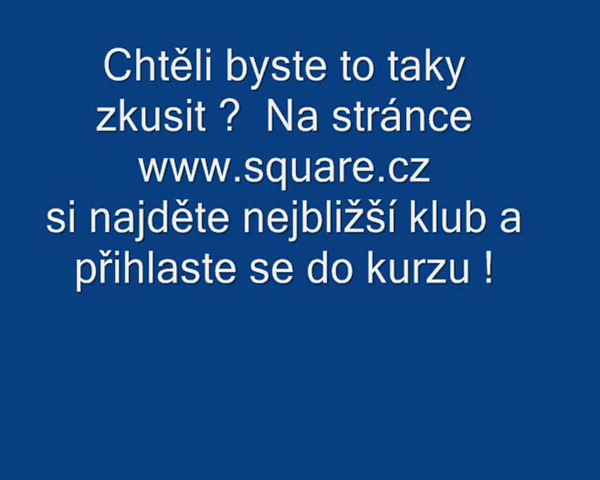 Chtěli byste to taky
zkusit ? Na stránce
www.square.cz
si najděte nejbližší klub a
přihlaste se do kurzu !